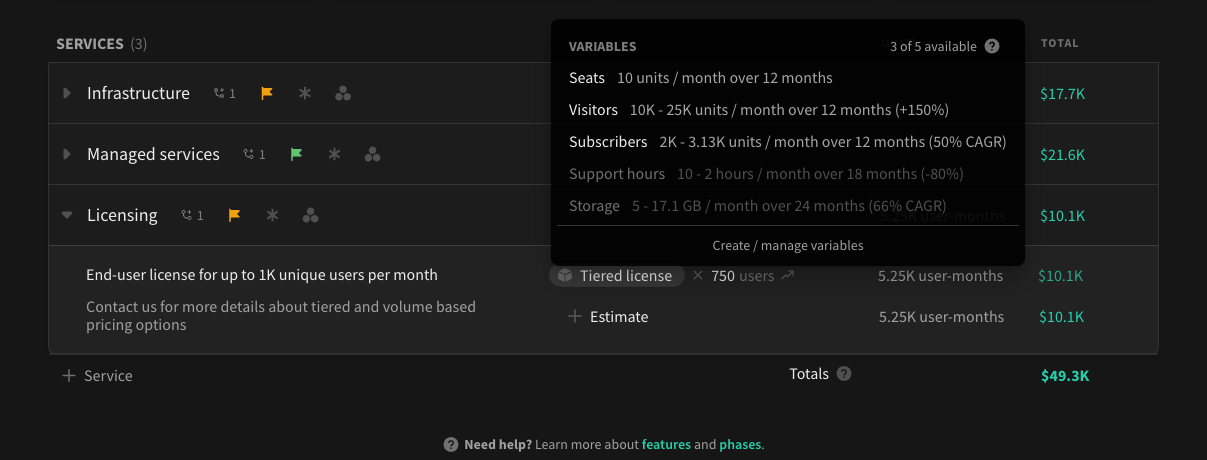 SERVICES (3)
VARIABLES 3 of 5 available ?
TOTAL
Seats 10 units / month over 12 months
Infrastructure 1
$17.7K
Visitors 10K - 25K units / month over 12 months (+150%)
Subscribers 2K - 3.13K units / month over 12 months (50% CAGR)
Managed services 1
$21.6K
Support hours 10 - 2 hours / month over 18 months (-80%)
Storage 5 - 17.1 GB / month over 24 months (66% CAGR)
Licensing 1
5.25K user-months
$10.1K
Create / manage variables
End-user license for up to 1K unique users per month
Tiered license × 750 users
5.25K user-months
$10.1K
Contact us for more details about tiered and volume based
pricing options
+ Estimate
5.25K user-months
$10.1K
+ Service
Totals ?
$49.3K
? Need help? Learn more about features and phases.